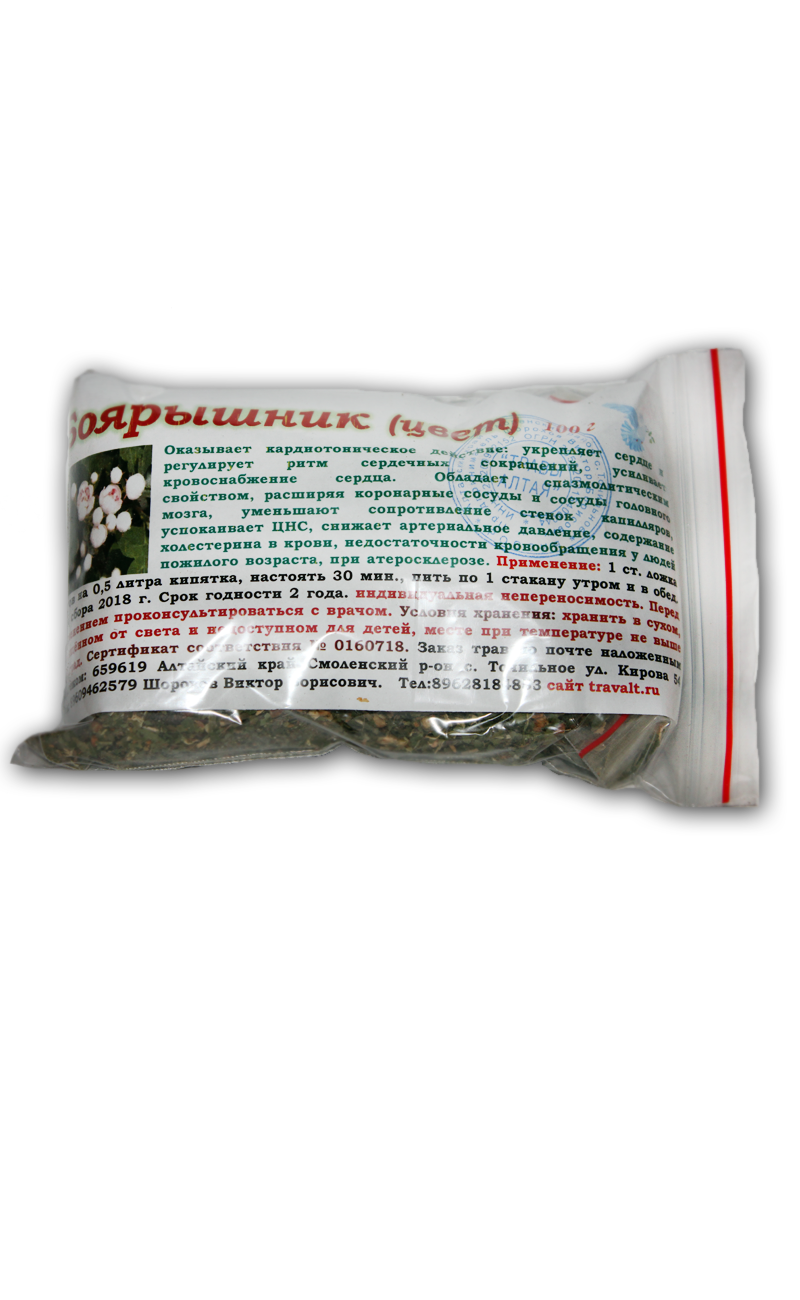 Боярышник (цвет) 100 г
Оказывает кардиотоническое действие: укрепляет сердце и
регулирует ритм сердечных сокращений, усиливает
кровоснабжение сердца. Обладает спазмолитическим
свойством, расширяя коронарные сосуды и сосуды головного
мозга, уменьшают сопротивление стенок капилляров,
успокаивает ЦНС, снижает артериальное давление, содержание
холестерина в крови, недостаточности кровообращения у людей
пожилого возраста, при атеросклерозе. Применение: 1 ст. ложка
на 0,5 литра кипятка, настоять 30 мин., пить по 1 стакану утром и в обед.
сбора 2018 г. Срок годности 2 года. индивидуальная непереносимость. Перед
проконсультироваться с врачом. Условия хранения: хранить в сухом,
от света и недоступном для детей, месте при температуре не выше
Сертификат соответствия № 0160718. Заказ трав по почте наложенным
659619 Алтайский край Смоленский р-он с. Точильное ул. Кирова 54
Виктор Борисович. сайт travalt.ru
ТРАВЫ
АЛТАЯ